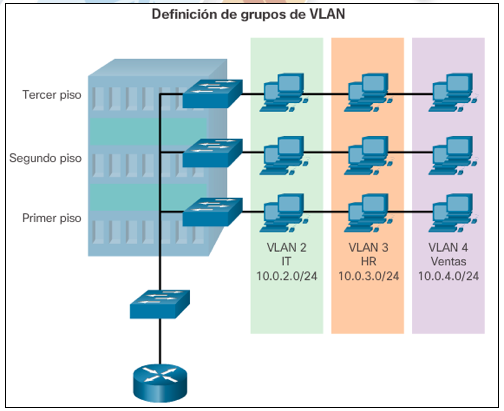 Definición de grupos de VLAN
Tercer piso
Segundo piso
Primer piso
VLAN 2
IT
10.0.2.0/24
VLAN 3
HR
10.0.3.0/24
VLAN 4
Ventas
10.0.4.0/24